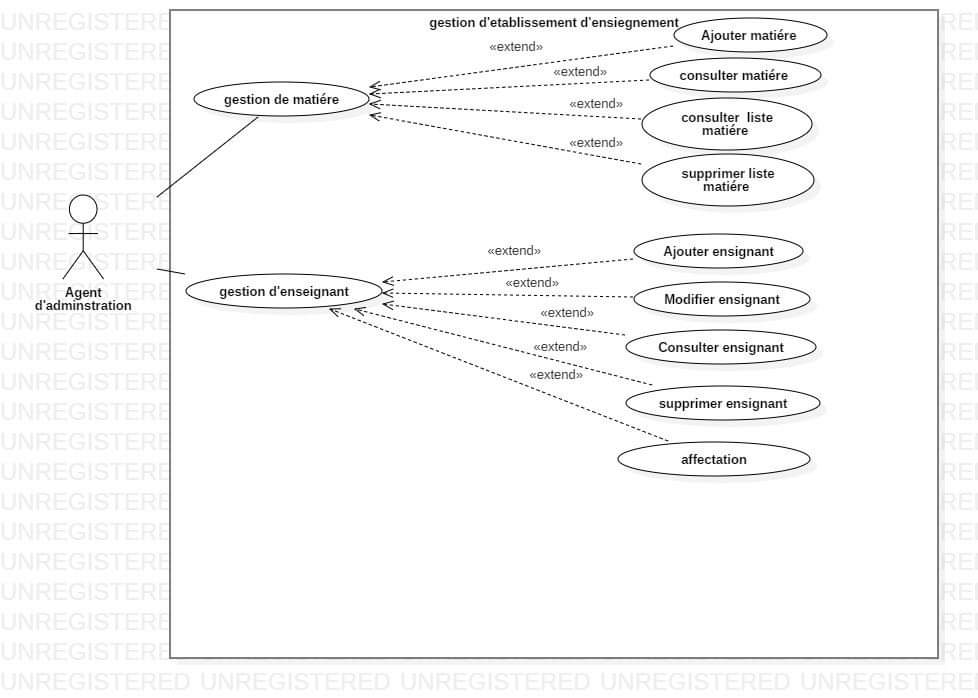 gestion d'etablissement d'ensiegnement
Ajouter matiére
«extend»
«extend»
consulter matiére
gestion de matiére
«extend»
consulter  liste
matiére
«extend»
supprimer liste
matiére
Agent
d'adminstration
gestion d'enseignant
«extend»
Ajouter ensignant
«extend»
Modifier ensignant
«extend»
Consulter ensignant
«extend»
supprimer ensignant
«extend»
affectation
UNREGISTERED UNREGISTERED UNREGISTERED UNREGISTERED UNREGISTERED